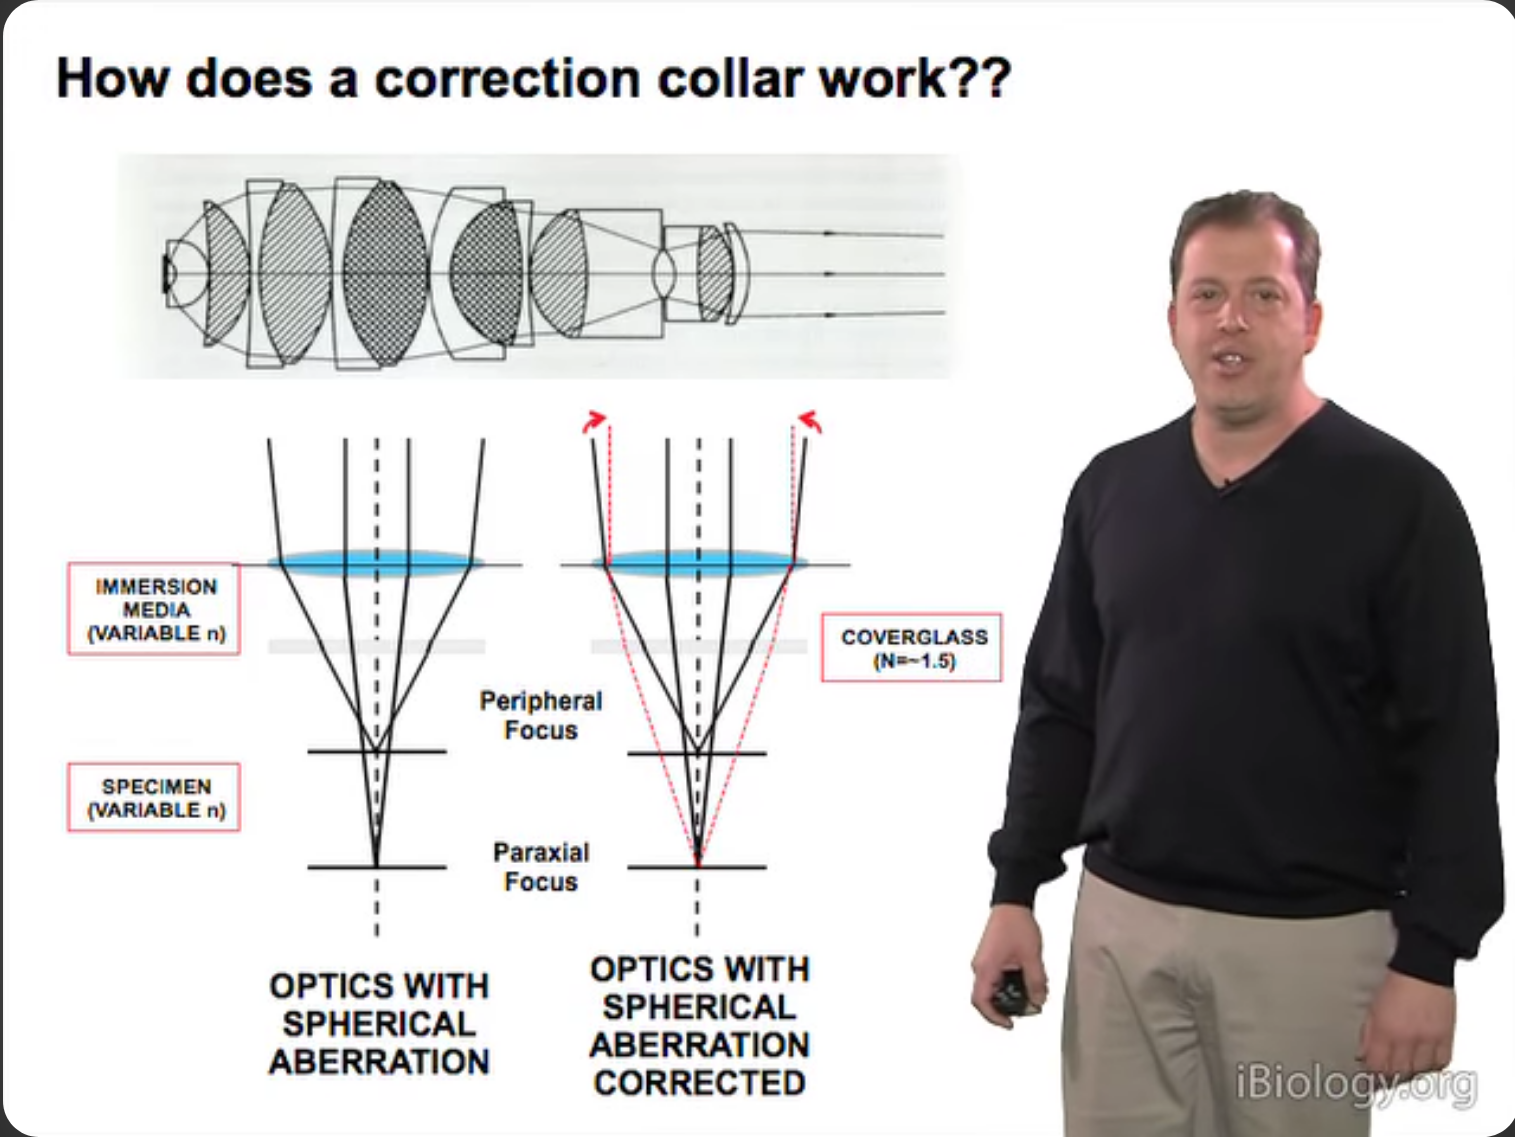 How does a correction collar work??
IMMERSION
MEDIA
(VARIABLE n)
COVERGLASS
(N=~1.5)
Peripheral
Focus
SPECIMEN
(VARIABLE n)
Paraxial
Focus
OPTICS WITH
SPHERICAL
ABERRATION
OPTICS WITH
SPHERICAL
ABERRATION
CORRECTED
iBiology.org